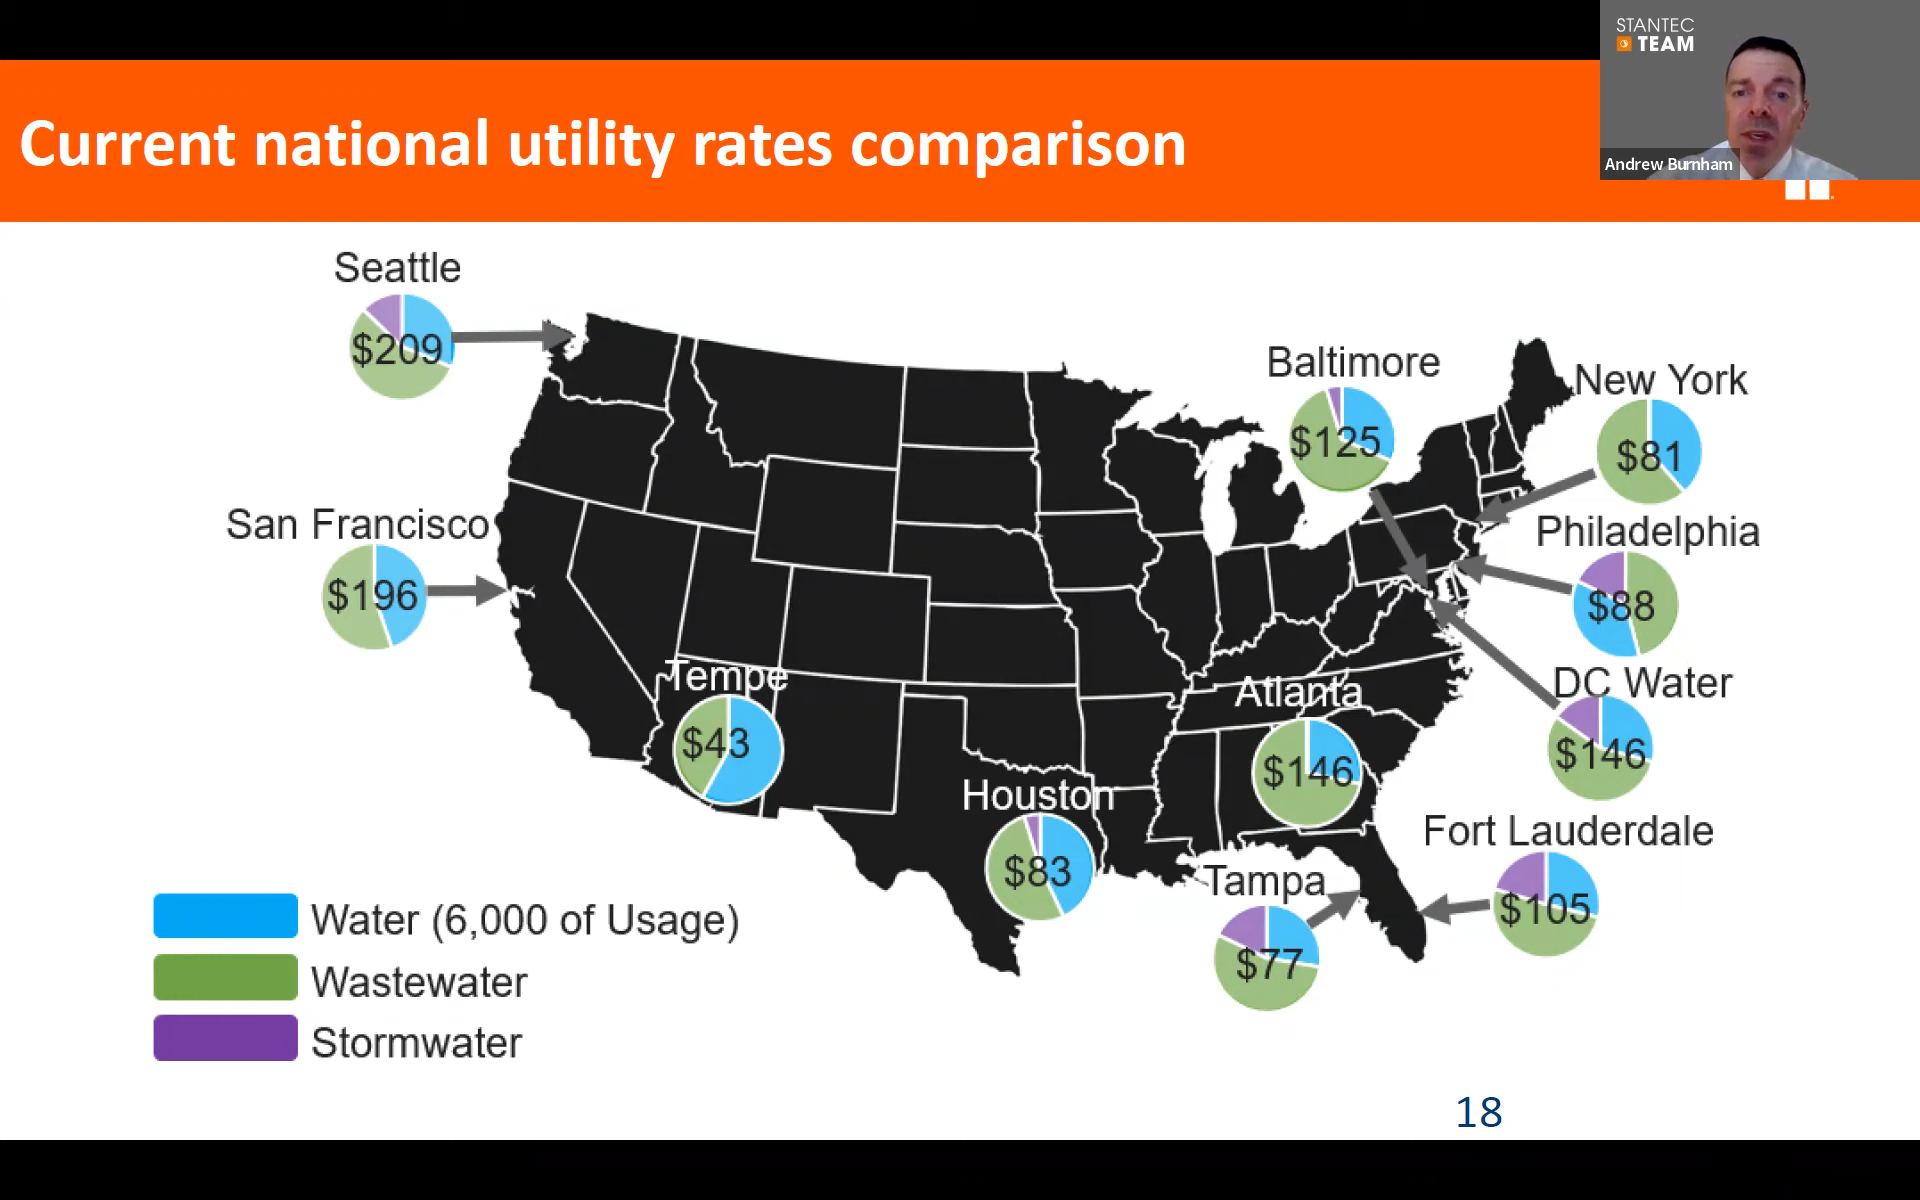 STANTEC
TEAM
Andrew Burnham
Current national utility rates comparison
Seattle
$209
Baltimore
$125
New York
$81
San Francisco
$196
Philadelphia
$88
Tempe
$43
Atlanta
$146
DC Water
$146
Houston
$83
Fort Lauderdale
$105
Tampa
$77
Water (6,000 of Usage)
Wastewater
Stormwater
18